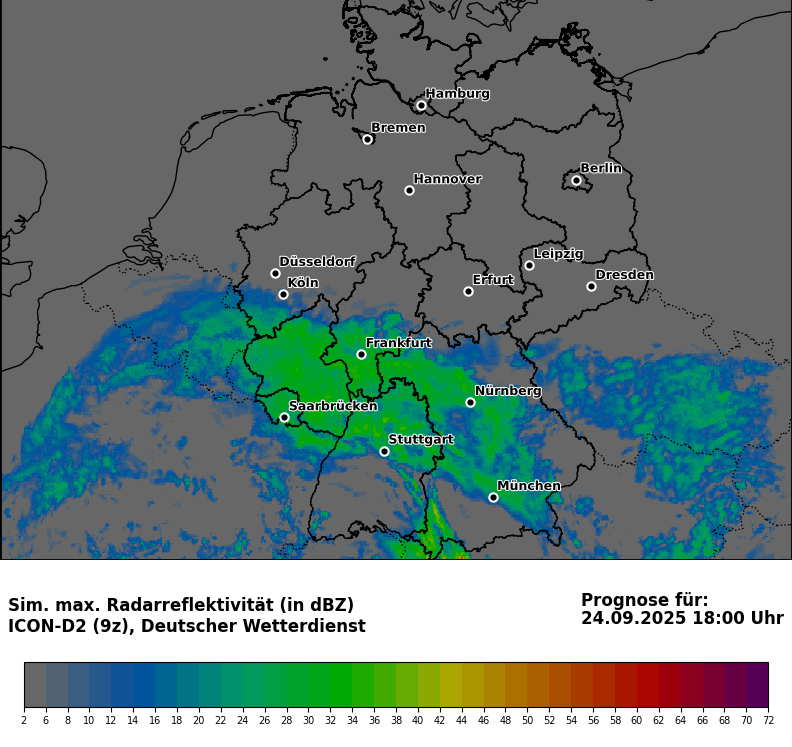 Hamburg
Bremen
Berlin
Hannover
Leipzig
Düsseldorf
Dresden
Köln
Erfurt
Frankfurt
Nürnberg
Saarbrücken
Stuttgart
München
Sim. max. Radarreflektivität (in dBZ)
ICON-D2 (9z), Deutscher Wetterdienst
Prognose für:
24.09.2025 18:00 Uhr
2 6 8 10 12 14 16 18 20 22 24 26 28 30 32 34 36 38 40 42 44 46 48 50 52 54 56 58 60 62 64 66 68 70 72